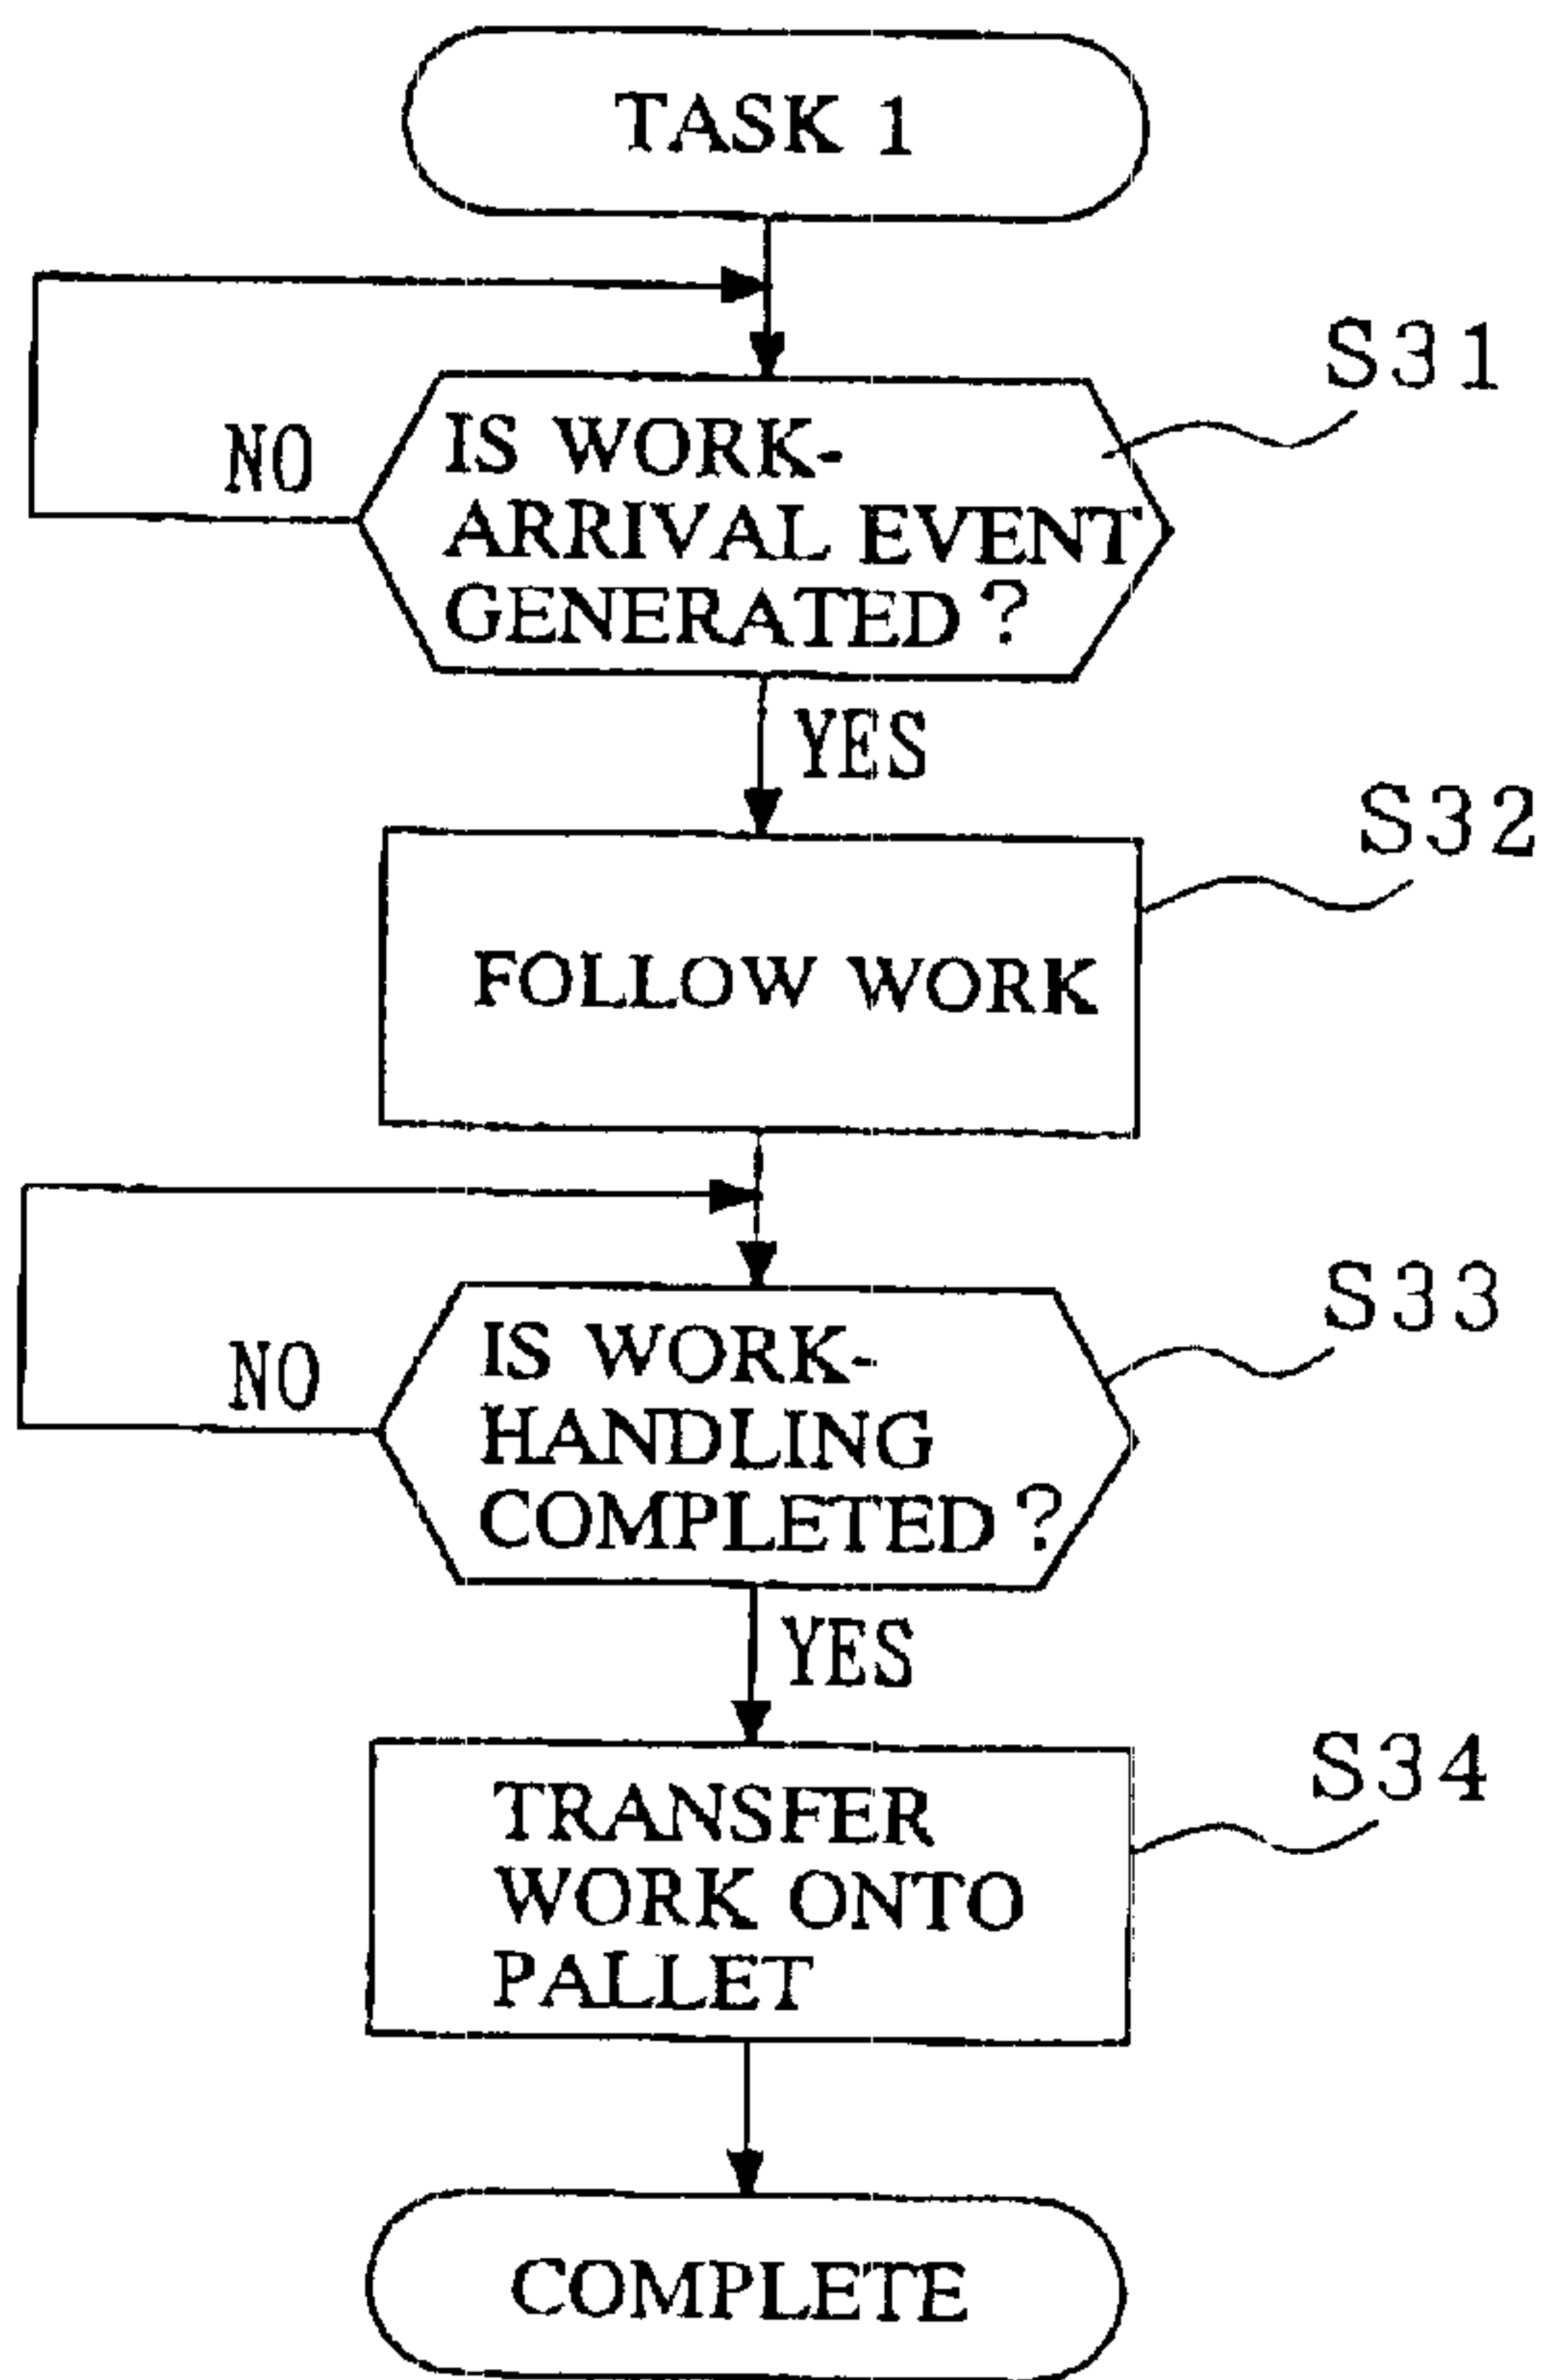 TASK 1
S31
NO
IS WORK-
ARRIVAL EVENT
GENERATED ?
YES
S32
FOLLOW WORK
S33
NO
IS WORK-
HANDLING
COMPLETED ?
YES
S34
TRANSFER
WORK ONTO
PALLET
COMPLETE